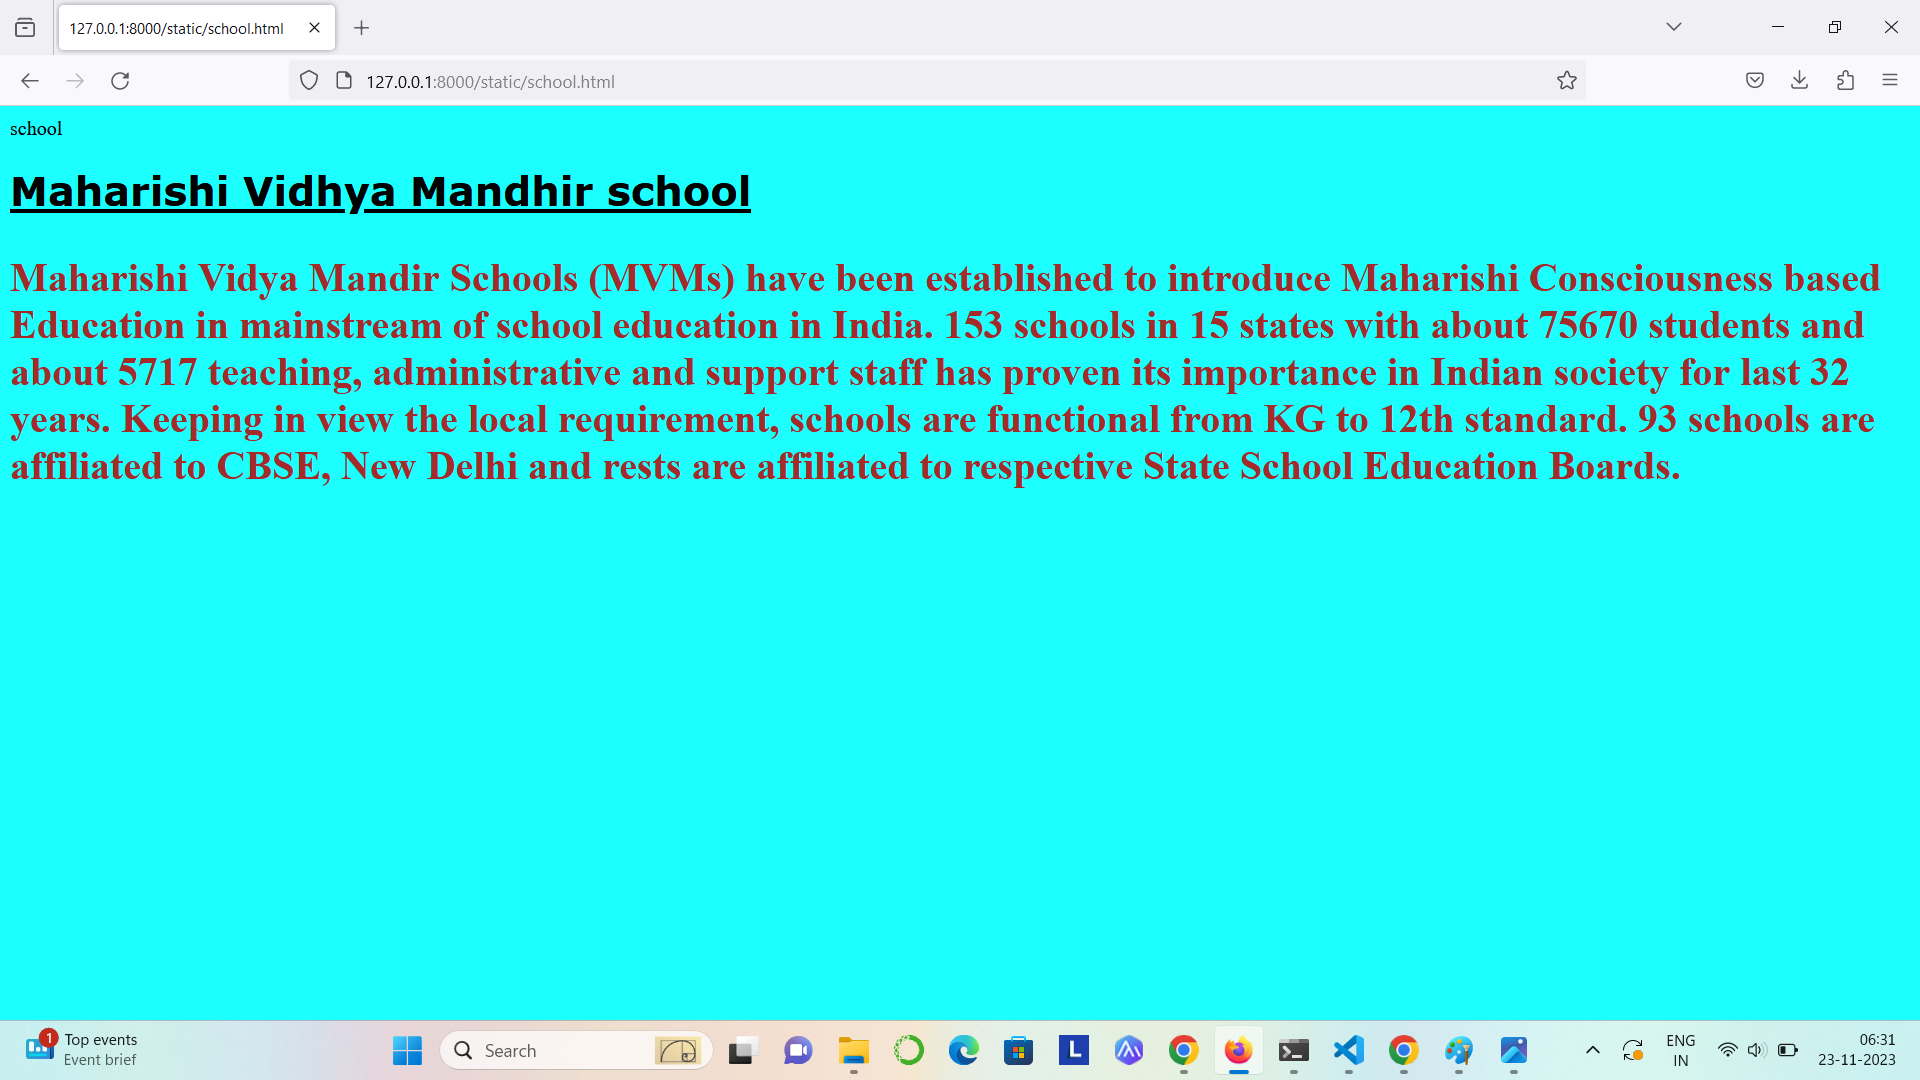 127.0.0.1:8000/static/school.html
127.0.0.1:8000/static/school.html
school
Maharishi Vidhya Mandhir school
Maharishi Vidya Mandir Schools (MVMs) have been established to introduce Maharishi Consciousness based
Education in mainstream of school education in India. 153 schools in 15 states with about 75670 students and
about 5717 teaching, administrative and support staff has proven its importance in Indian society for last 32
years. Keeping in view the local requirement, schools are functional from KG to 12th standard. 93 schools are
affiliated to CBSE, New Delhi and rests are affiliated to respective State School Education Boards.
1
Top events
Event brief
Search
L
ENG
IN
06:31
23-11-2023